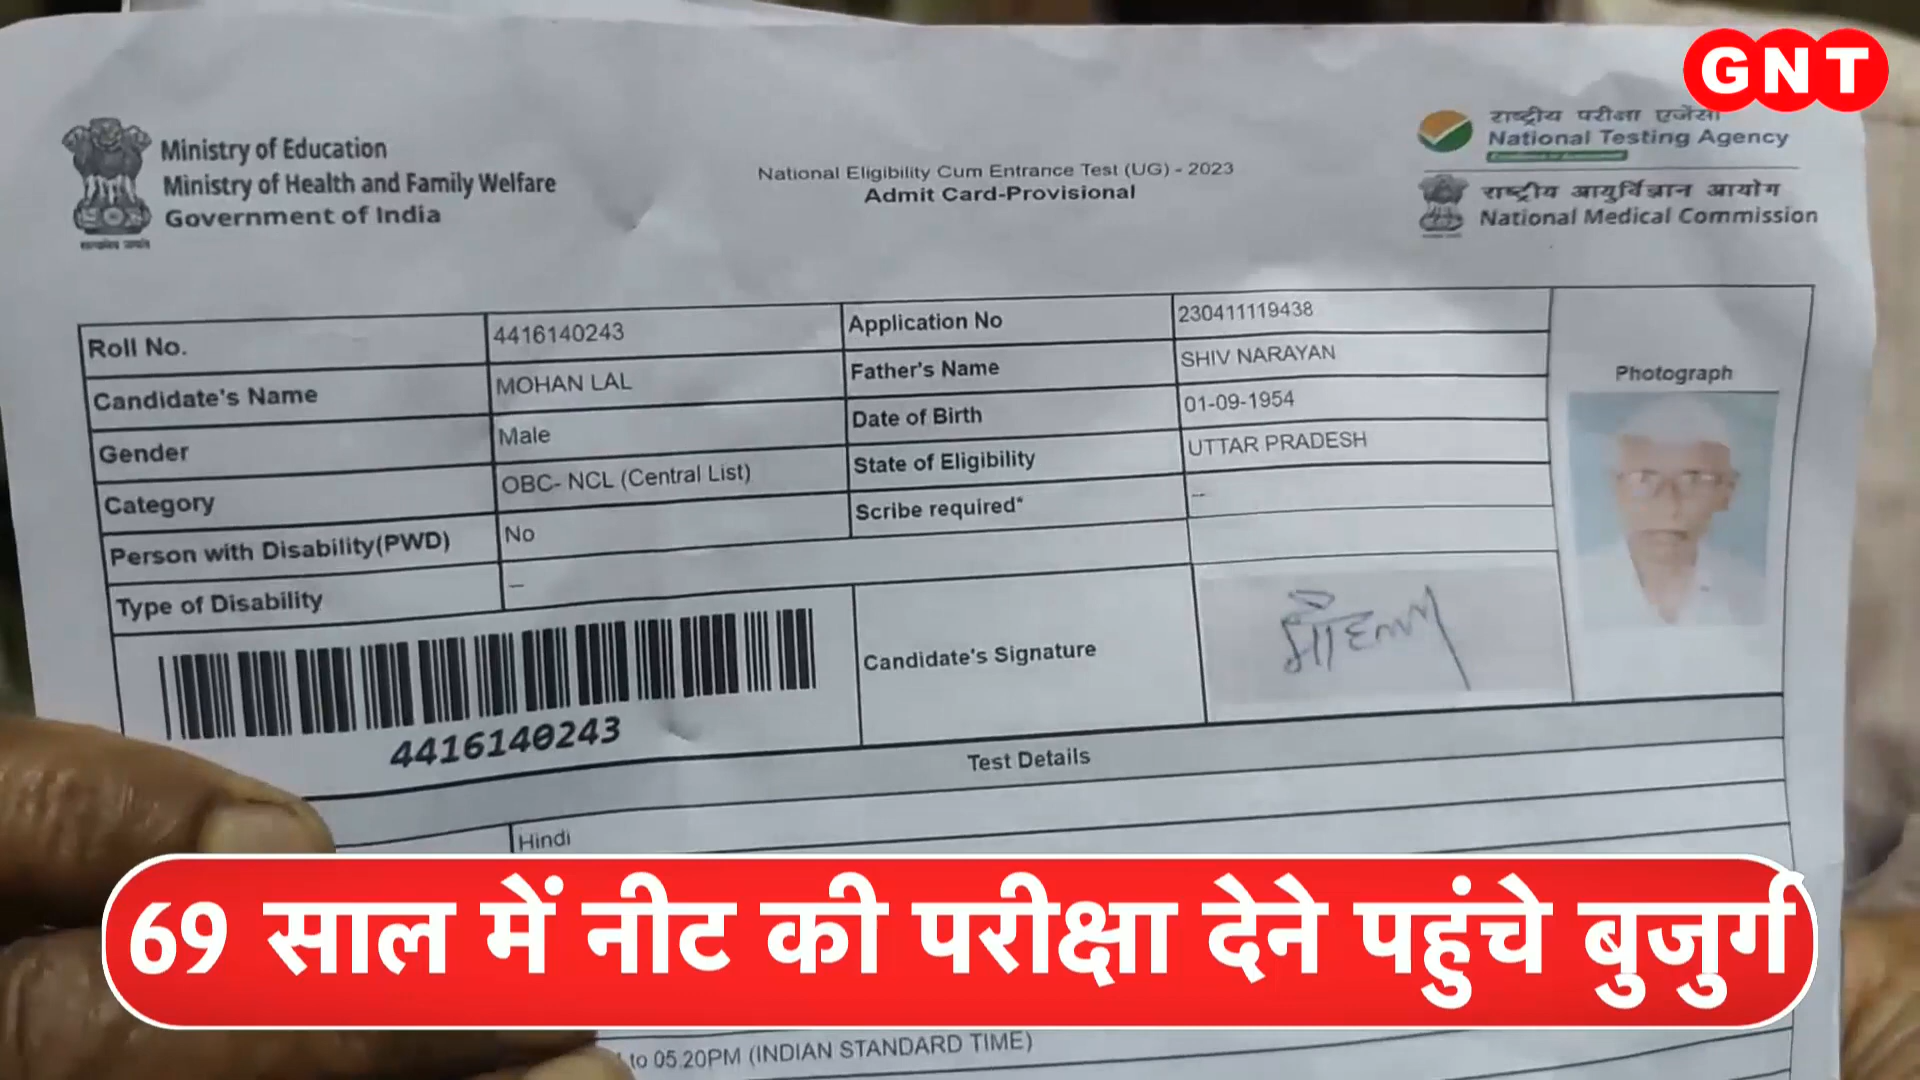 GNT
Ministry of Education
Ministry of Health and Family Welfare
Government of India
National Eligibility Cum Entrance Test (UG) - 2023
Admit Card-Provisional
राष्ट्रीय परीक्षा एजेंसी
National Testing Agency
राष्ट्रीय आयुर्विज्ञान आयोग
National Medical Commission
Roll No. 4416140243 Application No 230411119438
Candidate's Name MOHAN LAL Father's Name SHIV NARAYAN
Gender Male Date of Birth 01-09-1954
Category OBC- NCL (Central List) State of Eligibility UTTAR PRADESH
Person with Disability(PWD) No Scribe required* --
Type of Disability --
Photograph
4416140243
Candidate's Signature
Test Details
Hindi
69 साल में नीट की परीक्षा देने पहुंचे बुजुर्ग
to 05.20PM (INDIAN STANDARD TIME)